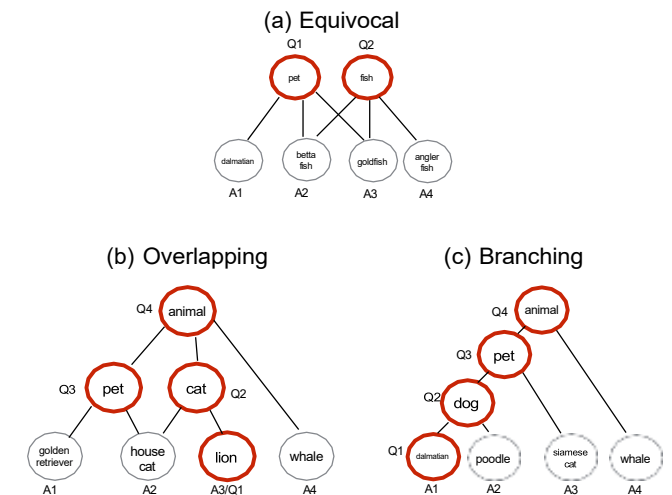 (a) Equivocal
Q1 Q2
pet fish
dalmatian betta fish goldfish angler fish
A1 A2 A3 A4
(b) Overlapping
Q4 animal
Q3 pet cat Q2
golden retriever house cat lion whale
A1 A2 A3/Q1 A4
(c) Branching
Q4 animal
Q3 pet
Q2 dog
Q1 dalmatian poodle siamese cat whale
A1 A2 A3 A4